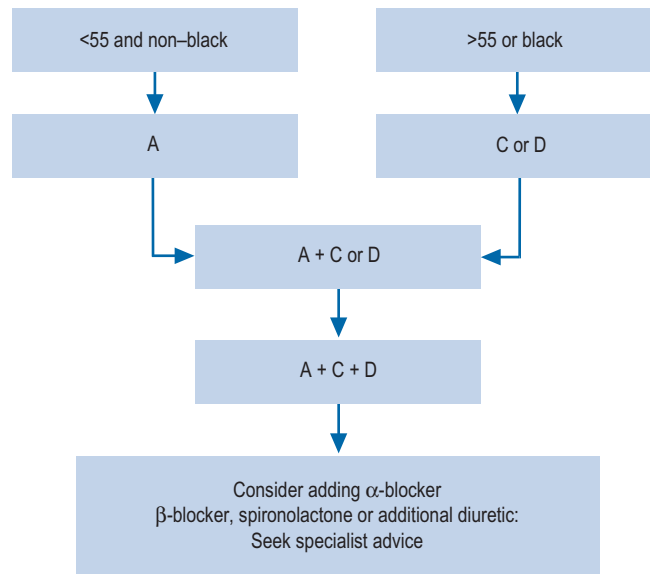 <55 and non–black
>55 or black
A
C or D
A + C or D
A + C + D
Consider adding α-blocker
β-blocker, spironolactone or additional diuretic:
Seek specialist advice